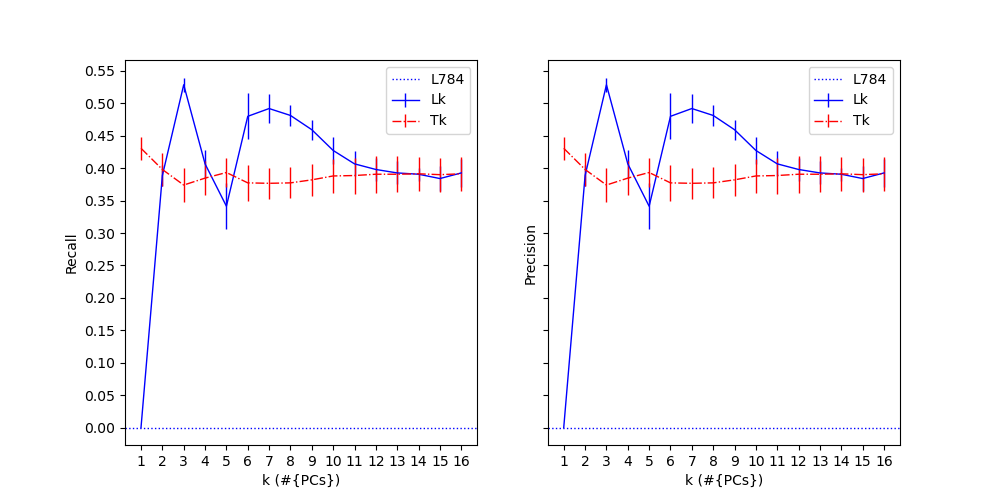 0.55
0.50
0.45
0.40
0.35
0.30
0.25
0.20
0.15
0.10
0.05
0.00
Recall
1 2 3 4 5 6 7 8 9 10 11 12 13 14 15 16
k (#{PCs})
L784
Lk
Tk
Precision
1 2 3 4 5 6 7 8 9 10 11 12 13 14 15 16
k (#{PCs})
L784
Lk
Tk